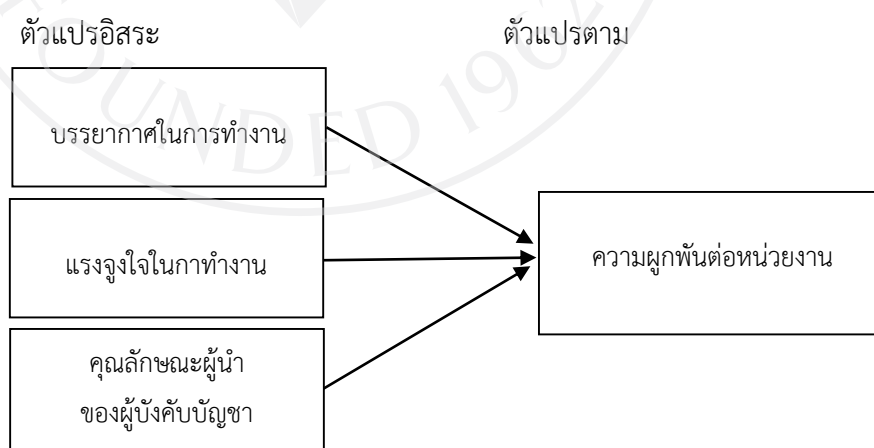 ตัวแปรอิสระ
ตัวแปรตาม
บรรยากาศในการทำงาน
แรงจูงใจในกาทำงาน
คุณลักษณะผู้นำ
ของผู้บังคับบัญชา
ความผูกพันต่อหน่วยงาน
OUNDED 196